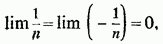 lim 1/n = lim (− 1/n) = 0,